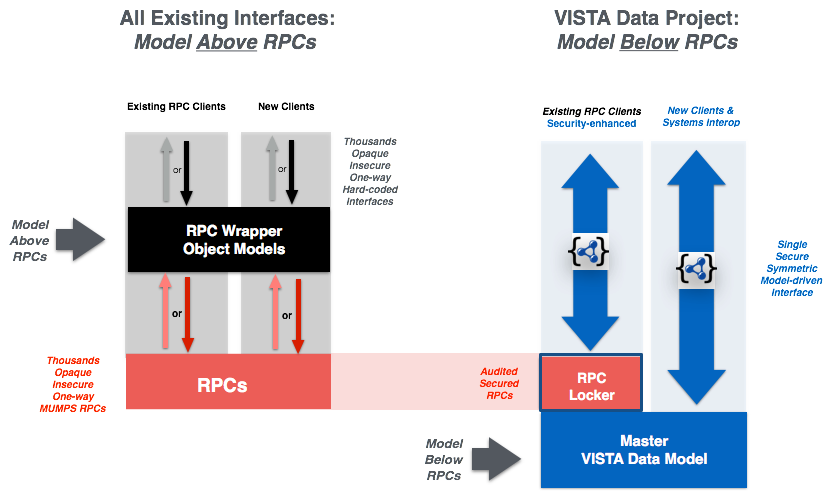 All Existing Interfaces:
Model Above RPCs
VISTA Data Project:
Model Below RPCs
Existing RPC Clients
New Clients
Existing RPC Clients
Security-enhanced
New Clients &
Systems Interop
or
or
Thousands
Opaque
Insecure
One-way
Hard-coded
Interfaces
Model
Above
RPCs
RPC Wrapper
Object Models
{ }
{ }
Single
Secure
Symmetric
Model-driven
Interface
or
or
Thousands
Opaque
Insecure
One-way
MUMPS RPCs
RPCs
Audited
Secured
RPCs
RPC
Locker
Model
Below
RPCs
Master
VISTA Data Model